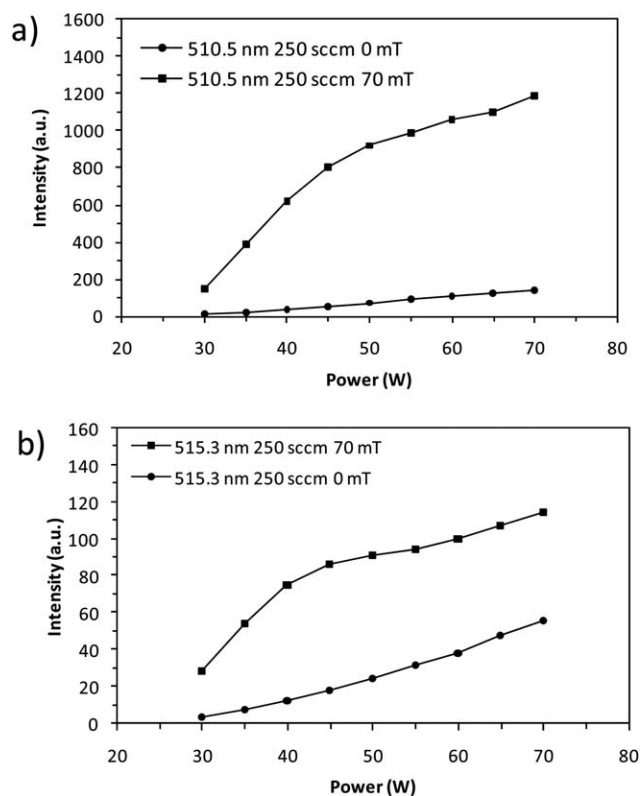 a)
1600
1400
1200
1000
800
600
400
200
0
Intensity (a.u.)
510.5 nm 250 sccm 0 mT
510.5 nm 250 sccm 70 mT
20 30 40 50 60 70 80
Power (W)
b)
160
140
120
100
80
60
40
20
0
Intensity (a.u.)
515.3 nm 250 sccm 70 mT
515.3 nm 250 sccm 0 mT
20 30 40 50 60 70 80
Power (W)